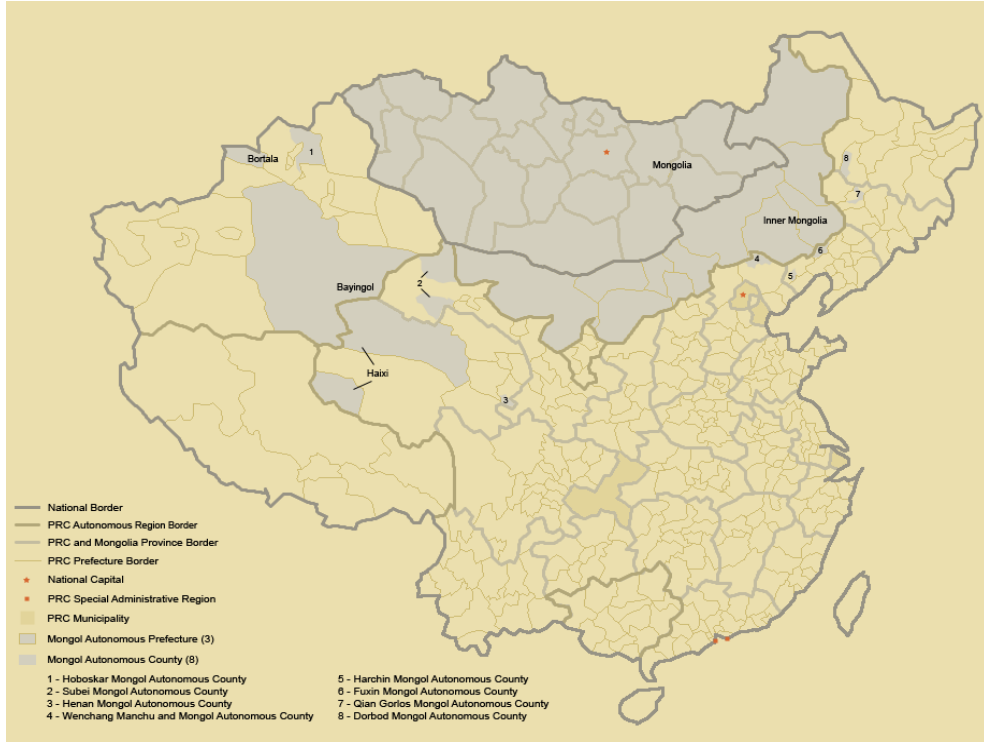 8
1
Bortala
Mongolia
7
Inner Mongolia
6
4
5
2
Bayingol
Haixi
3
National Border
PRC Autonomous Region Border
PRC and Mongolia Province Border
PRC Prefecture Border
National Capital
PRC Special Administrative Region
PRC Municipality
Mongol Autonomous Prefecture (3)
Mongol Autonomous County (8)
1 - Hoboskar Mongol Autonomous County
2 - Subei Mongol Autonomous County
3 - Henan Mongol Autonomous County
4 - Wenchang Manchu and Mongol Autonomous County
5 - Harchin Mongol Autonomous County
6 - Fuxin Mongol Autonomous County
7 - Qian Gorlos Mongol Autonomous County
8 - Dorbod Mongol Autonomous County